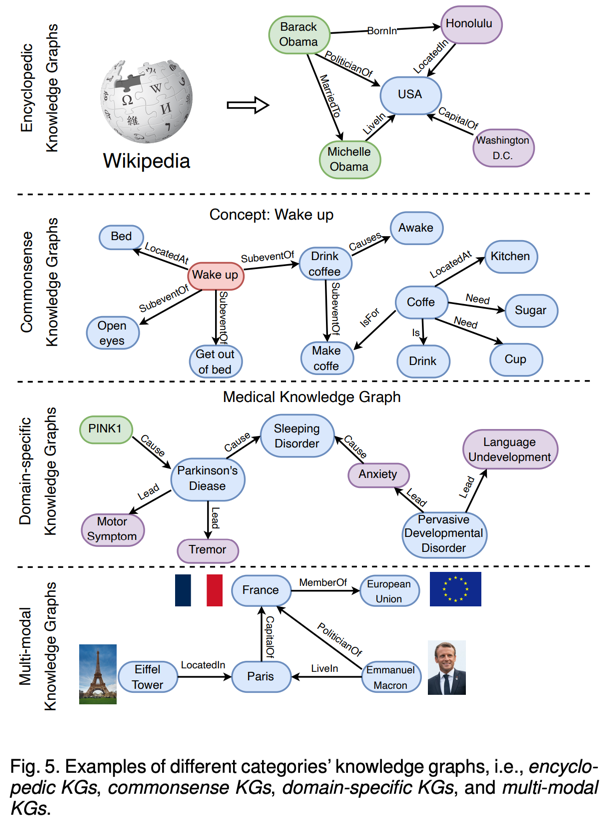 Encyclopedic
Knowledge Graphs
Wikipedia
Ω
W
И
維
Barack
Obama
BornIn
Honolulu
PoliticianOf
LocatedIn
MarriedTo
USA
LiveIn
CapitalOf
Michelle
Obama
Washington
D.C.
Commonsense
Knowledge Graphs
Concept: Wake up
Bed
LocatedAt
Wake up
SubeventOf
Drink
coffee
Causes
Awake
SubeventOf
Open
eyes
SubeventOf
Get out
of bed
SubeventOf
Make
coffe
IsFor
Coffe
LocatedAt
Kitchen
Need
Sugar
Need
Cup
Is
Drink
Domain-specific
Knowledge Graphs
Medical Knowledge Graph
PINK1
Cause
Parkinson's
Diease
Cause
Sleeping
Disorder
Lead
Motor
Symptom
Lead
Tremor
Cause
Anxiety
Lead
Pervasive
Developmental
Disorder
Lead
Language
Undevelopment
Multi-modal
Knowledge Graphs
France
MemberOf
European
Union
CapitalOf
PoliticianOf
Eiffel
Tower
LocatedIn
Paris
LiveIn
Emmanuel
Macron
Fig. 5. Examples of different categories' knowledge graphs, i.e., encyclo-
pedic KGs, commonsense KGs, domain-specific KGs, and multi-modal
KGs.